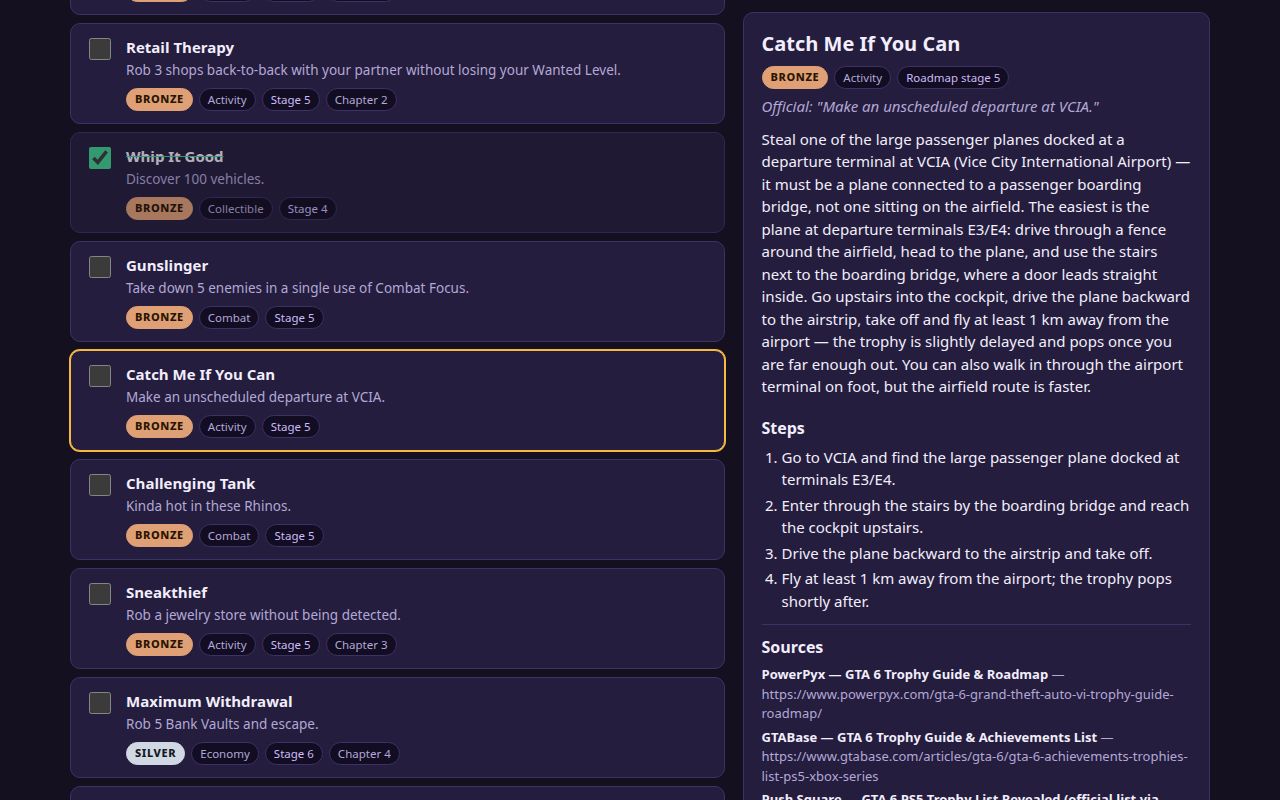 Retail Therapy
Rob 3 shops back-to-back with your partner without losing your Wanted Level.
BRONZE Activity Stage 5 Chapter 2
Whip It Good
Discover 100 vehicles.
BRONZE Collectible Stage 4
Gunslinger
Take down 5 enemies in a single use of Combat Focus.
BRONZE Combat Stage 5
Catch Me If You Can
Make an unscheduled departure at VCIA.
BRONZE Activity Stage 5
Challenging Tank
Kinda hot in these Rhinos.
BRONZE Combat Stage 5
Sneakthief
Rob a jewelry store without being detected.
BRONZE Activity Stage 5 Chapter 3
Maximum Withdrawal
Rob 5 Bank Vaults and escape.
SILVER Economy Stage 6 Chapter 4
Catch Me If You Can
BRONZE Activity Roadmap stage 5
Official: "Make an unscheduled departure at VCIA."
Steal one of the large passenger planes docked at a
departure terminal at VCIA (Vice City International Airport) —
it must be a plane connected to a passenger boarding
bridge, not one sitting on the airfield. The easiest is the
plane at departure terminals E3/E4: drive through a fence
around the airfield, head to the plane, and use the stairs
next to the boarding bridge, where a door leads straight
inside. Go upstairs into the cockpit, drive the plane backward
to the airstrip, take off and fly at least 1 km away from the
airport — the trophy is slightly delayed and pops once you
are far enough out. You can also walk in through the airport
terminal on foot, but the airfield route is faster.
Steps
1. Go to VCIA and find the large passenger plane docked at
terminals E3/E4.
2. Enter through the stairs by the boarding bridge and reach
the cockpit upstairs.
3. Drive the plane backward to the airstrip and take off.
4. Fly at least 1 km away from the airport; the trophy pops
shortly after.
Sources
PowerPyx — GTA 6 Trophy Guide & Roadmap —
https://www.powerpyx.com/gta-6-grand-theft-auto-vi-trophy-guide-
roadmap/
GTABase — GTA 6 Trophy Guide & Achievements List —
https://www.gtabase.com/articles/gta-6/gta-6-achievements-trophies-
list-ps5-xbox-series
Push Square — GTA 6 PS5 Trophy List Revealed (official list via